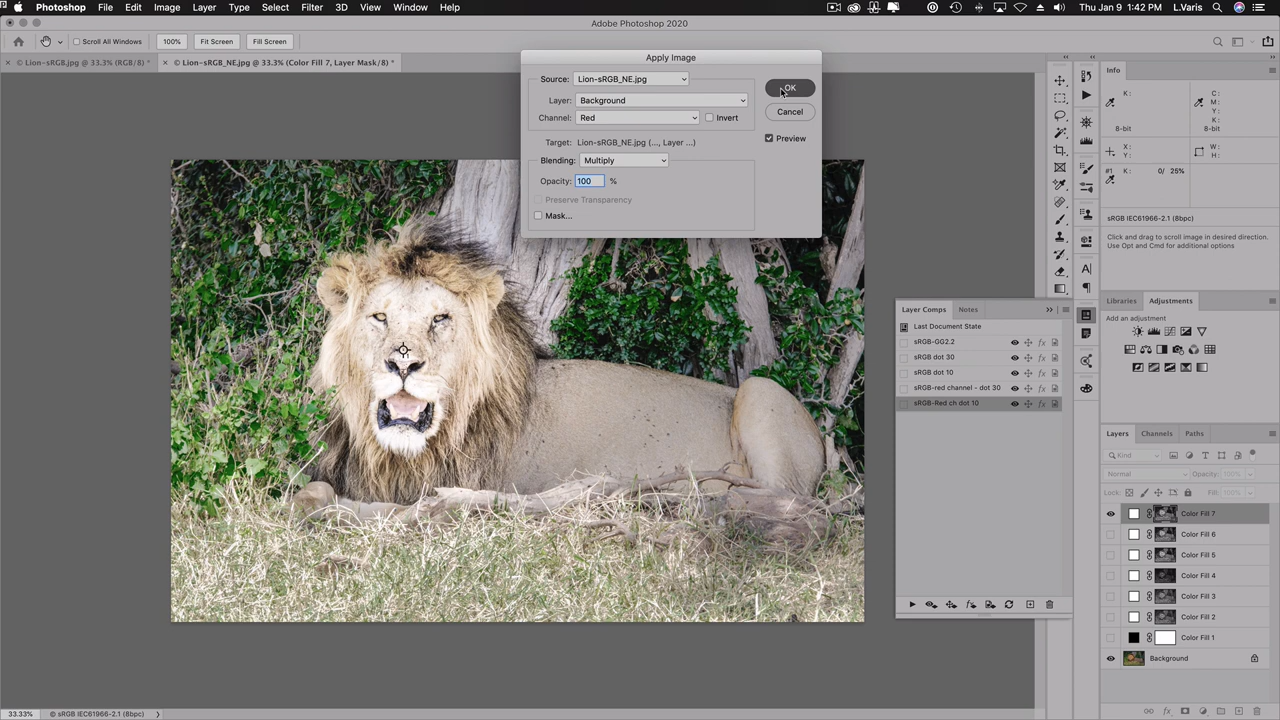 Photoshop File Edit Image Layer Type Select Filter 3D View Window Help Thu Jan 9 1:42 PM L.Varis
Adobe Photoshop 2020
Scroll All Windows 100% Fit Screen Fill Screen
× © Lion-sRGB.jpg @ 33.3% (RGB/8) * × © Lion-sRGB_NE.jpg @ 33.3% (Color Fill 7, Layer Mask/8) *
Apply Image
Source: Lion-sRGB_NE.jpg
OK
Layer: Background
Cancel
Channel: Red Invert
Preview
Target: Lion-sRGB_NE.jpg (..., Layer ...)
Blending: Multiply
Opacity: 100 %
Preserve Transparency
Mask...
Info
K: C:
M:
Y:
K:
8-bit 8-bit
X: W:
Y: H:
#1 K: 0/ 25%
sRGB IEC61966-2.1 (8bpc)
Click and drag to scroll image in desired direction.
Use Opt and Cmd for additional options
Libraries Adjustments
Add an adjustment
Layer Comps Notes
Last Document State
sRGB-GG2.2
sRGB dot 30
sRGB dot 10
sRGB-red channel - dot 30
sRGB-Red ch dot 10
Layers Channels Paths
Kind
Normal Opacity: 100%
Lock: Fill: 100%
Color Fill 7
Color Fill 6
Color Fill 5
Color Fill 4
Color Fill 3
Color Fill 2
Color Fill 1
Background
33.33% © sRGB IEC61966-2.1 (8bpc)